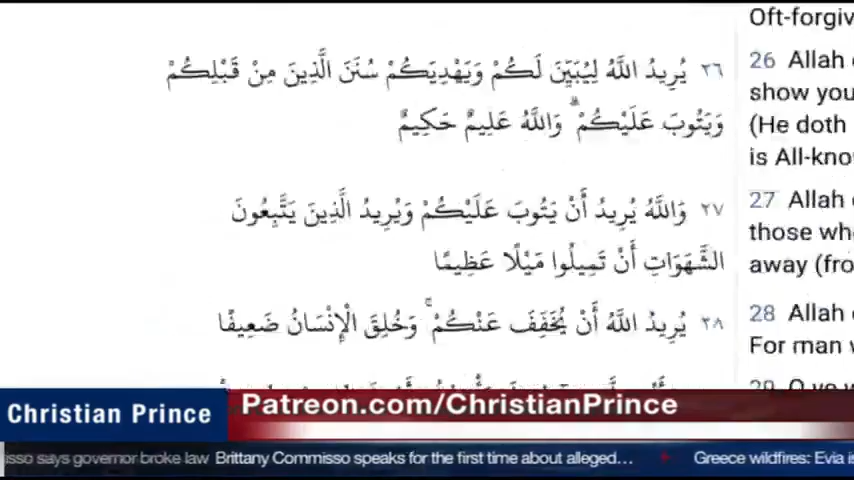 Oft-forgiv
٢٦ يُرِيدُ اللَّهُ لِيُبَيِّنَ لَكُمْ وَيَهْدِيَكُمْ سُنَنَ الَّذِينَ مِنْ قَبْلِكُمْ
وَيَتُوبَ عَلَيْكُمْ ۗ وَاللَّهُ عَلِيمٌ حَكِيمٌ
26 Allah
show you
(He doth
is All-kno
٢٧ وَاللَّهُ يُرِيدُ أَنْ يَتُوبَ عَلَيْكُمْ وَيُرِيدُ الَّذِينَ يَتَّبِعُونَ
الشَّهَوَاتِ أَنْ تَمِيلُوا مَيْلًا عَظِيمًا
27 Allah
those wh
away (fro
٢٨ يُرِيدُ اللَّهُ أَنْ يُخَفِّفَ عَنْكُمْ ۚ وَخُلِقَ الْإِنْسَانُ ضَعِيفًا
28 Allah
For man w
Christian Prince
Patreon.com/ChristianPrince
isso says governor broke law Brittany Commisso speaks for the first time about alleged... Greece wildfires: Evia is